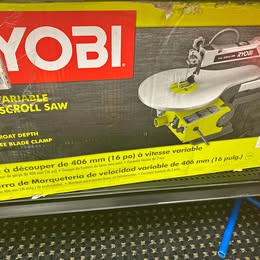 YOBI
VARIABLE
SCROLL SAW
ROAT DEPTH
EE BLADE CLAMP
RYOBI
à découper de 406 mm (16 po) à vitesse variable
rra de Marqueteria de velocidad variable de 406 mm (16 pulg.)